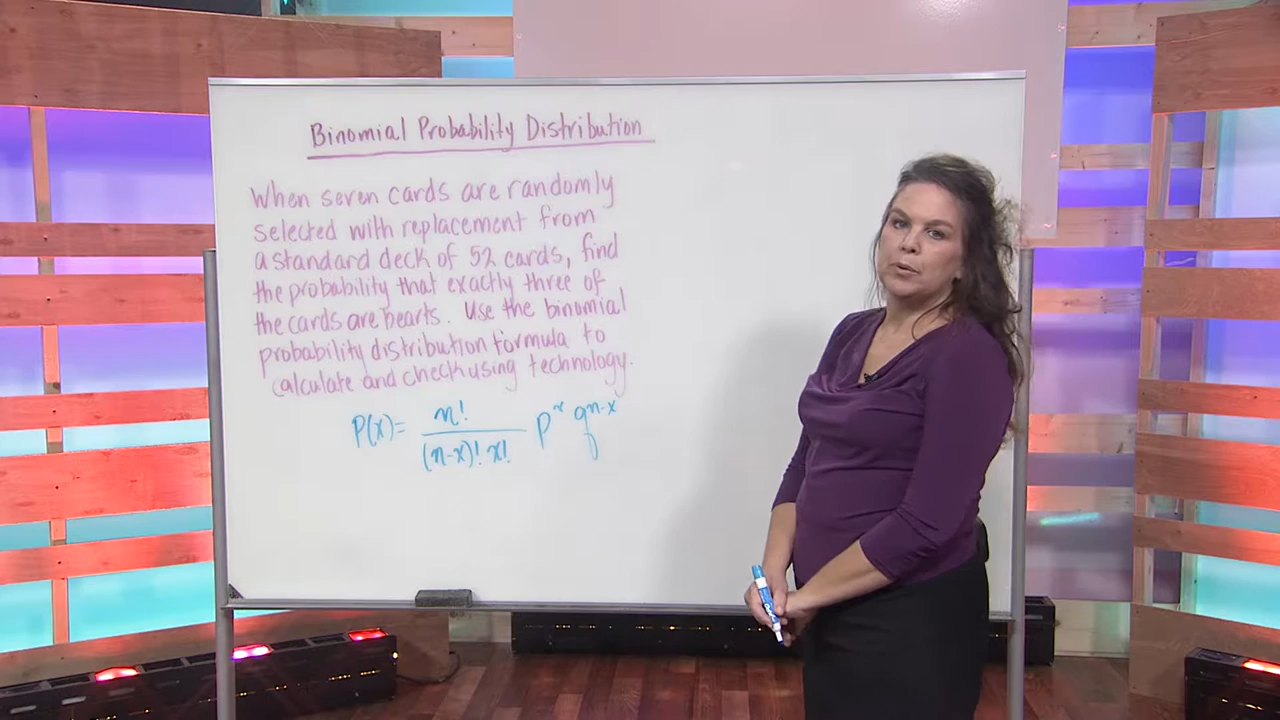 Binomial Probability Distribution
When seven cards are randomly
selected with replacement from
a standard deck of 52 cards, find
the probability that exactly three of
the cards are hearts. Use the binomial
probability distribution formula to
calculate and check using technology.
P(x) = n! / (n-x)! x! p^x q^n-x